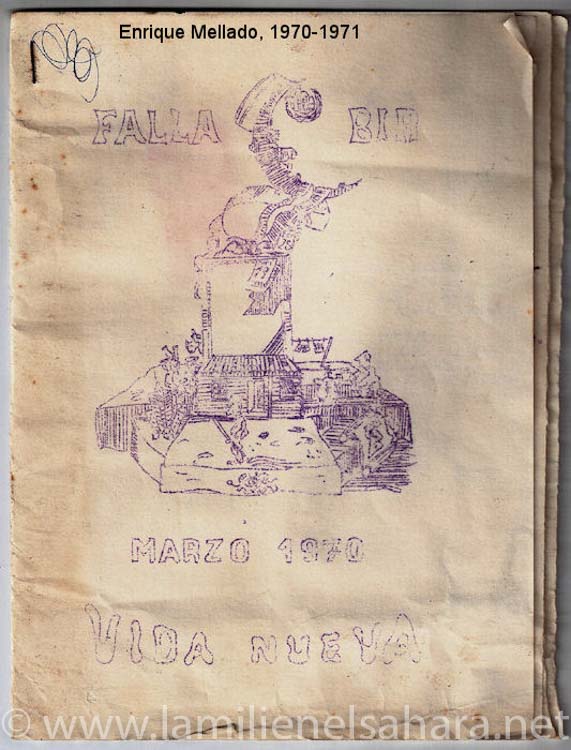 Enrique Mellado, 1970-1971
FALLA BIR
MARZO 1970
VIDA NUEVA
© www.lamilienelsahara.net